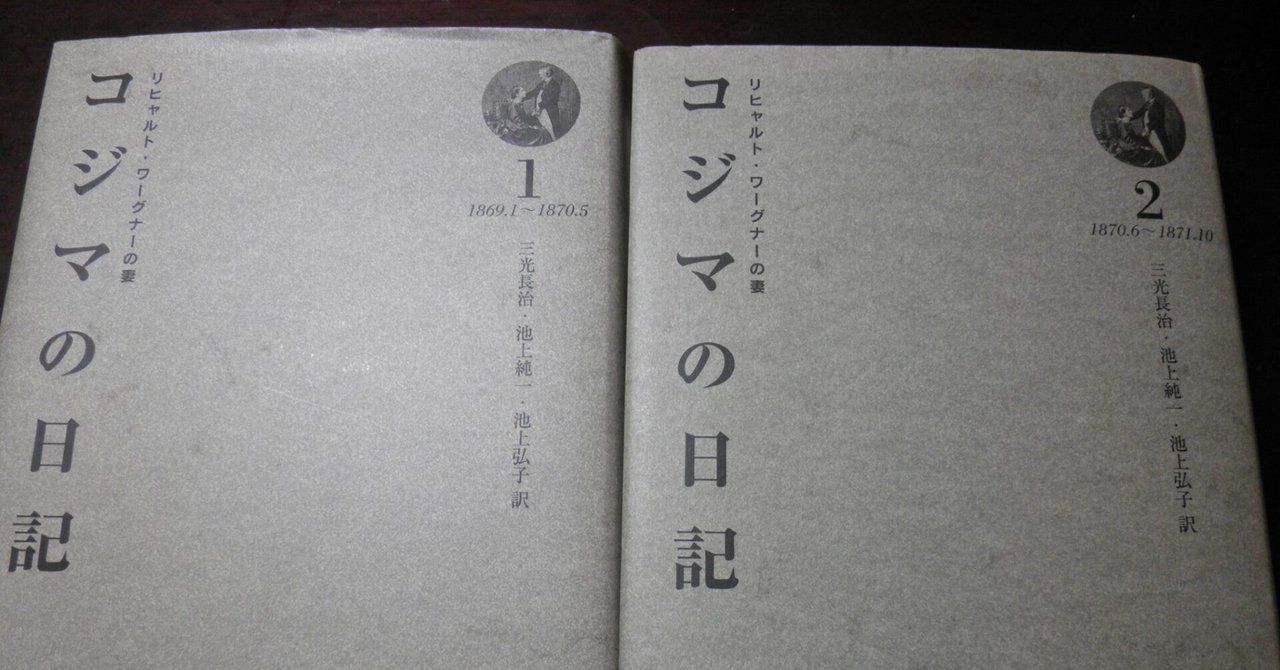 リヒャルト・ワーグナーの妻
コジマの日記
1
1869.1～1870.5
三光長治・池上純一・池上弘子 訳
リヒャルト・ワーグナーの妻
コジマの日記
2
1870.6～1871.10
三光長治・池上純一・池上弘子 訳